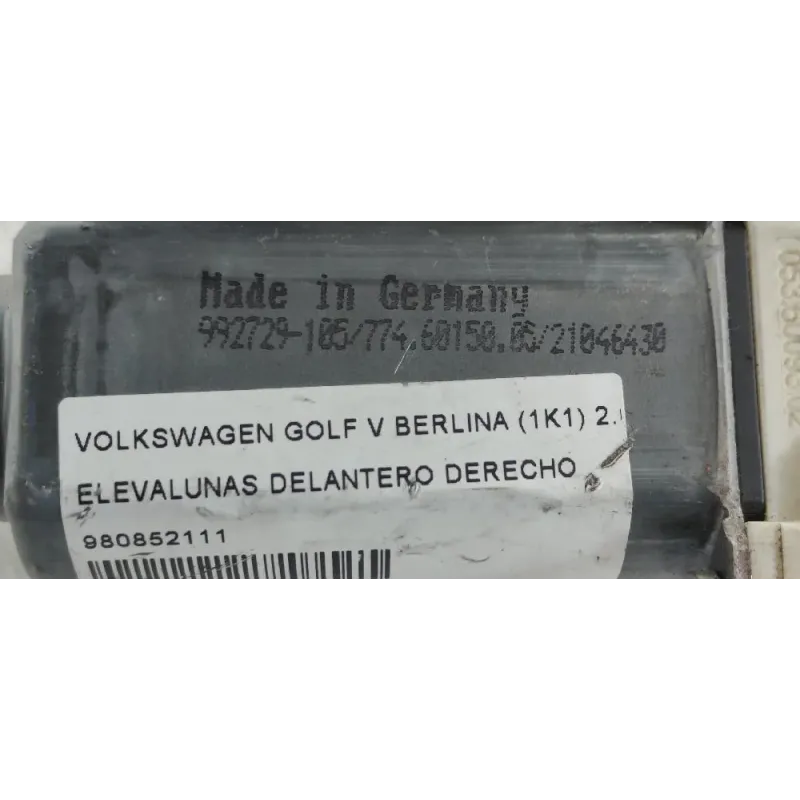 Made in Germany
992729-105/774.60150.05/21046430
VOLKSWAGEN GOLF V BERLINA (1K1) 2.
ELEVALUNAS DELANTERO DERECHO
980852111